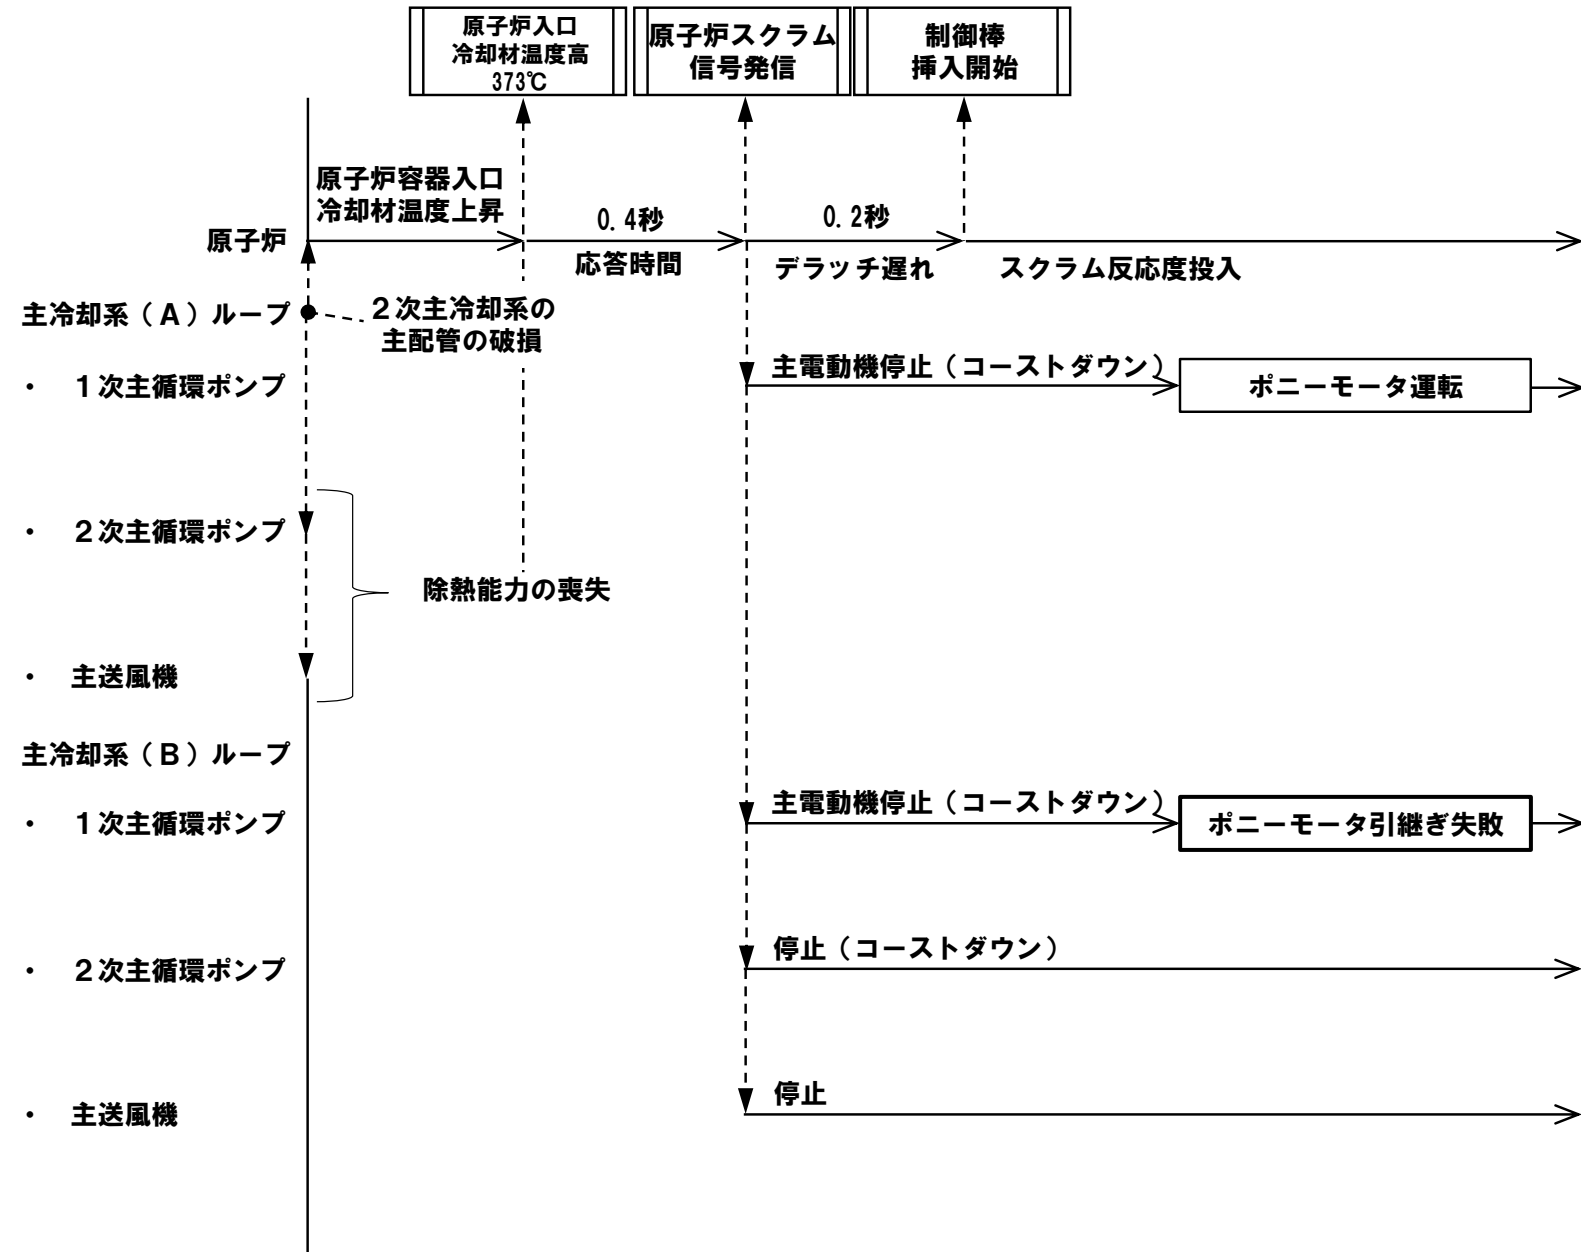 原子炉入口
冷却材温度高
373℃
原子炉スクラム
信号発信
制御棒
挿入開始
原子炉容器入口
冷却材温度上昇
原子炉
0.4秒
応答時間
0.2秒
デラッチ遅れ
スクラム反応度投入
主冷却系(A)ループ
2次主冷却系の
主配管の破損
・ 1次主循環ポンプ
主電動機停止(コーストダウン)
ポニーモータ運転
・ 2次主循環ポンプ
除熱能力の喪失
・ 主送風機
主冷却系(B)ループ
・ 1次主循環ポンプ
主電動機停止(コーストダウン)
ポニーモータ引継ぎ失敗
・ 2次主循環ポンプ
停止(コーストダウン)
・ 主送風機
停止